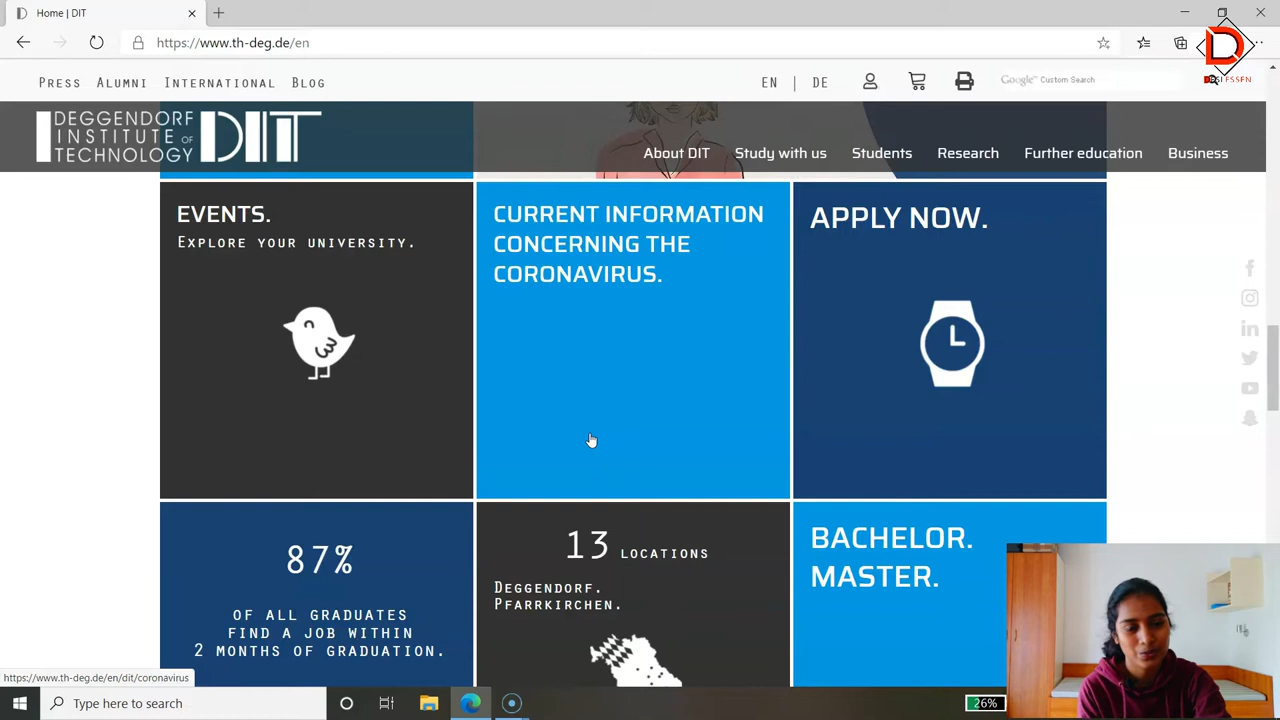 Home | DIT
https://www.th-deg.de/en
PRESS ALUMNI INTERNATIONAL BLOG
EN | DE
Google™ Custom Search
DEGGENDORF
INSTITUTE OF
TECHNOLOGY
DIT
About DIT Study with us Students Research Further education Business
EVENTS.
EXPLORE YOUR UNIVERSITY.
CURRENT INFORMATION
CONCERNING THE
CORONAVIRUS.
APPLY NOW.
87%
OF ALL GRADUATES
FIND A JOB WITHIN
2 MONTHS OF GRADUATION.
13 LOCATIONS
DEGGENDORF.
PFARRKIRCHEN.
BACHELOR.
MASTER.
https://www.th-deg.de/en/dit/coronavirus
Type here to search
26%